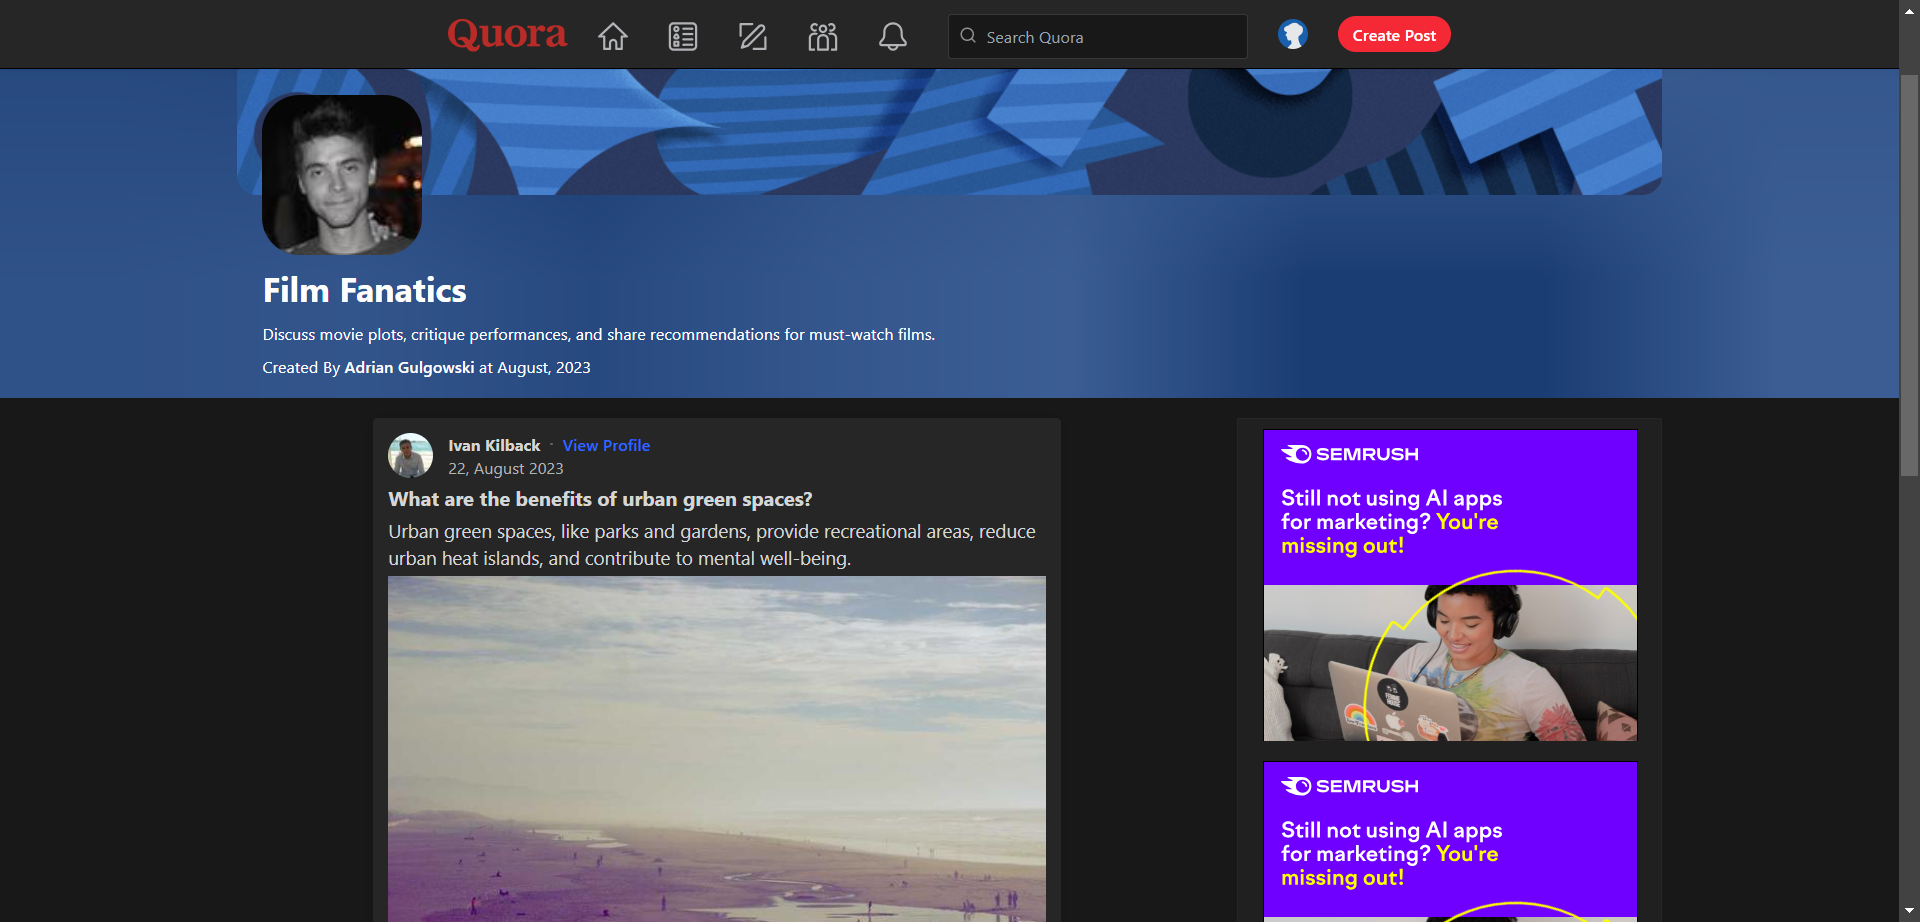 Quora
Search Quora
Create Post
Film Fanatics
Discuss movie plots, critique performances, and share recommendations for must-watch films.
Created By Adrian Gulgowski at August, 2023
Ivan Kilback · View Profile
22, August 2023
What are the benefits of urban green spaces?
Urban green spaces, like parks and gardens, provide recreational areas, reduce
urban heat islands, and contribute to mental well-being.
SEMRUSH
Still not using AI apps
for marketing? You're
missing out!
SEMRUSH
Still not using AI apps
for marketing? You're
missing out!